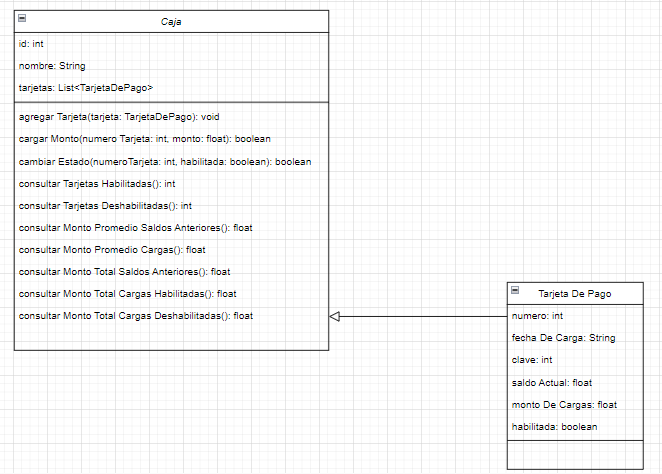 Caja
id: int
nombre: String
tarjetas: List<TarjetaDePago>
agregar Tarjeta(tarjeta: TarjetaDePago): void
cargar Monto(numero Tarjeta: int, monto: float): boolean
cambiar Estado(numeroTarjeta: int, habilitada: boolean): boolean
consultar Tarjetas Habilitadas(): int
consultar Tarjetas Deshabilitadas(): int
consultar Monto Promedio Saldos Anteriores(): float
consultar Monto Promedio Cargas(): float
consultar Monto Total Saldos Anteriores(): float
consultar Monto Total Cargas Habilitadas(): float
consultar Monto Total Cargas Deshabilitadas(): float
Tarjeta De Pago
numero: int
fecha De Carga: String
clave: int
saldo Actual: float
monto De Cargas: float
habilitada: boolean